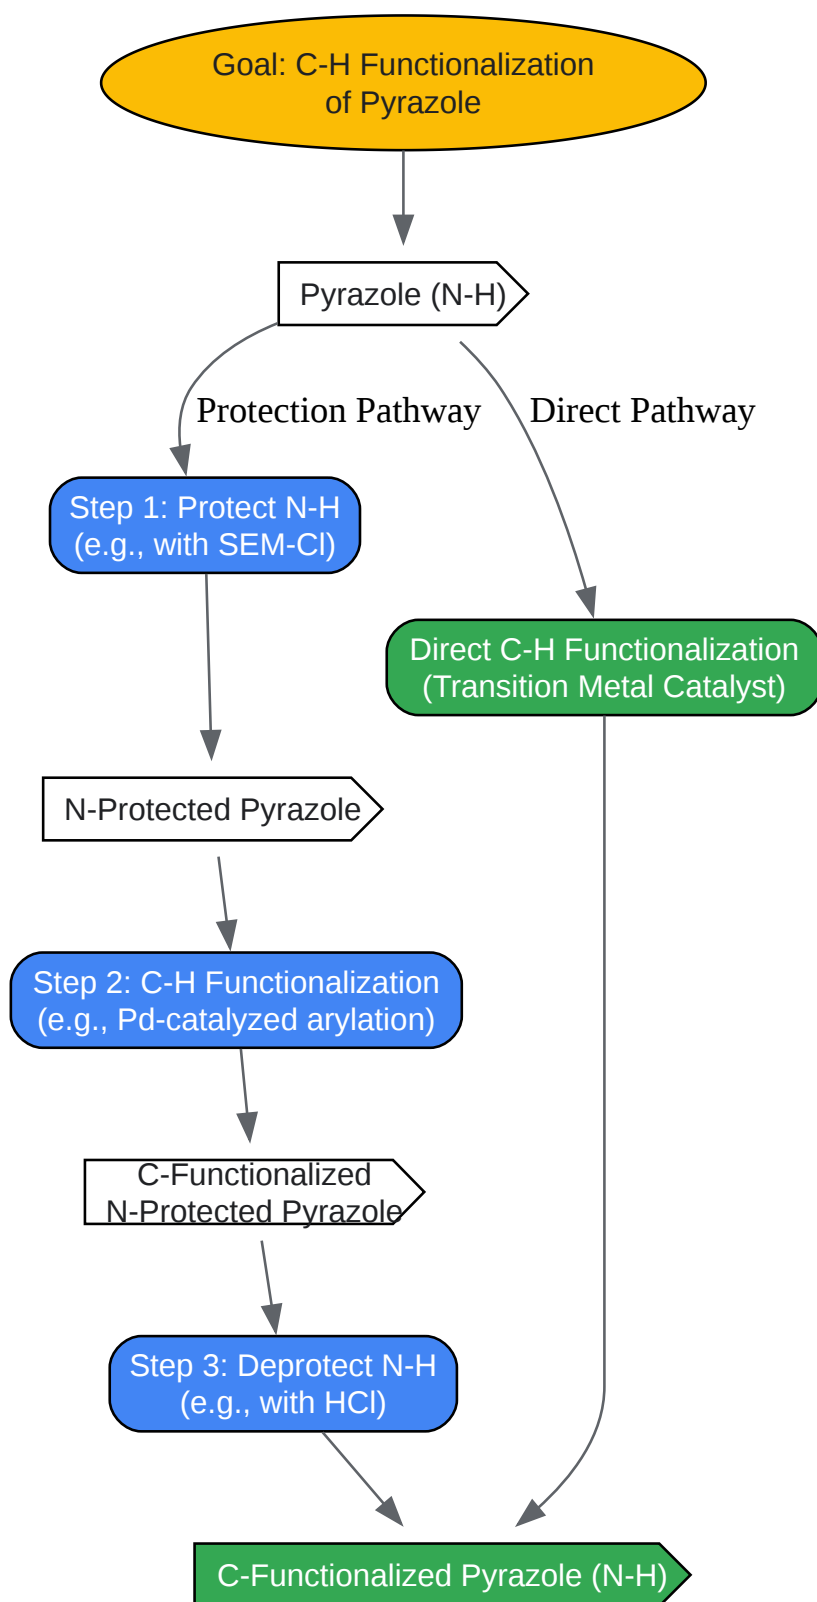 Goal: C-H Functionalization
of Pyrazole
Pyrazole (N-H)
Protection Pathway
Direct Pathway
Step 1: Protect N-H
(e.g., with SEM-Cl)
Direct C-H Functionalization
(Transition Metal Catalyst)
N-Protected Pyrazole
Step 2: C-H Functionalization
(e.g., Pd-catalyzed arylation)
C-Functionalized
N-Protected Pyrazole
Step 3: Deprotect N-H
(e.g., with HCl)
C-Functionalized Pyrazole (N-H)